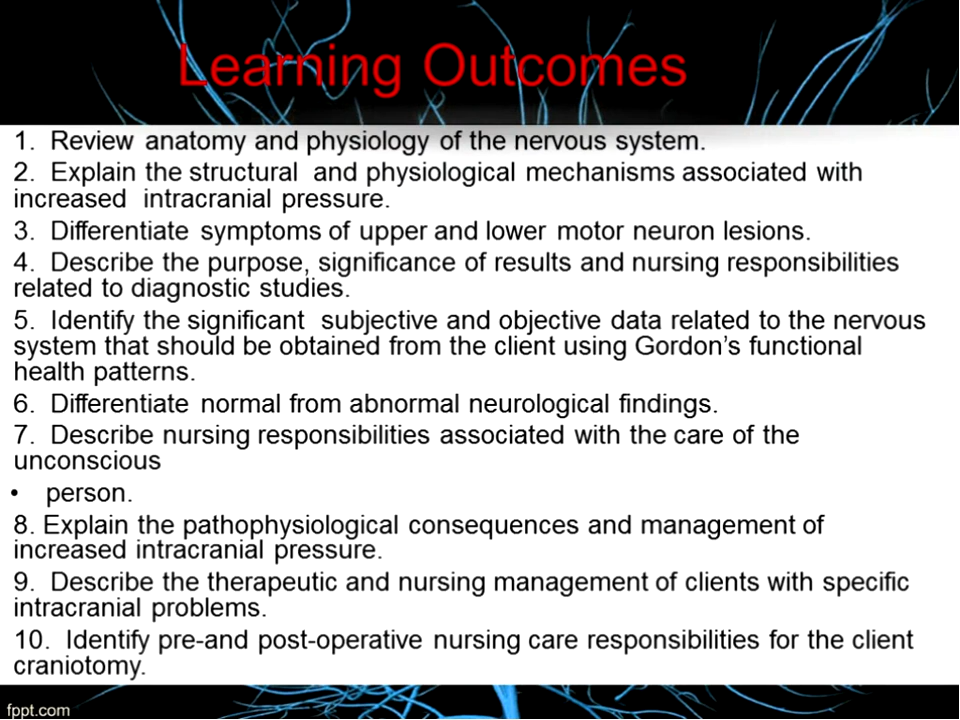 Learning Outcomes
1. Review anatomy and physiology of the nervous system.
2. Explain the structural and physiological mechanisms associated with
increased intracranial pressure.
3. Differentiate symptoms of upper and lower motor neuron lesions.
4. Describe the purpose, significance of results and nursing responsibilities
related to diagnostic studies.
5. Identify the significant subjective and objective data related to the nervous
system that should be obtained from the client using Gordon's functional
health patterns.
6. Differentiate normal from abnormal neurological findings.
7. Describe nursing responsibilities associated with the care of the
unconscious
• person.
8. Explain the pathophysiological consequences and management of
increased intracranial pressure.
9. Describe the therapeutic and nursing management of clients with specific
intracranial problems.
10. Identify pre-and post-operative nursing care responsibilities for the client
craniotomy.
fppt.com